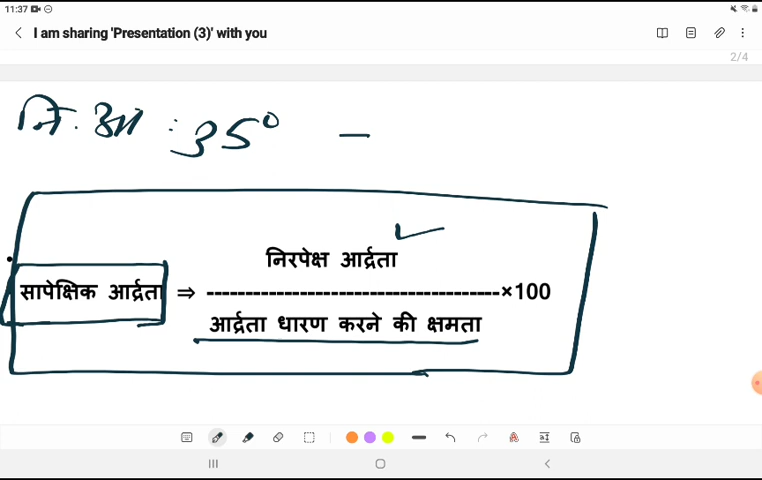 11:37
I am sharing 'Presentation (3)' with you
2/4
नि. आ : 35° —
निरपेक्ष आर्द्रता
सापेक्षिक आर्द्रता ⇒ ----------------------------------×100
आर्द्रता धारण करने की क्षमता